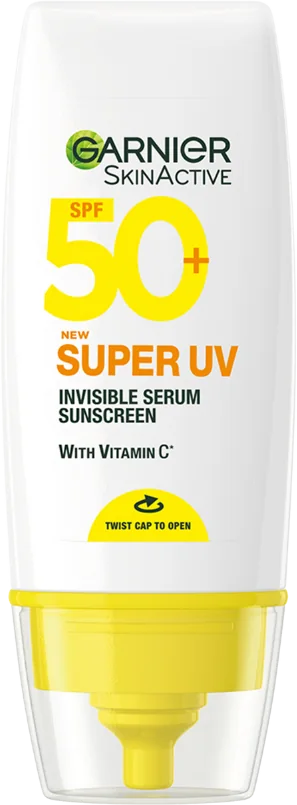 GARNIER
SKINACTIVE
SPF
50+
NEW
SUPER UV
INVISIBLE SERUM
SUNSCREEN
WITH VITAMIN C*
TWIST CAP TO OPEN